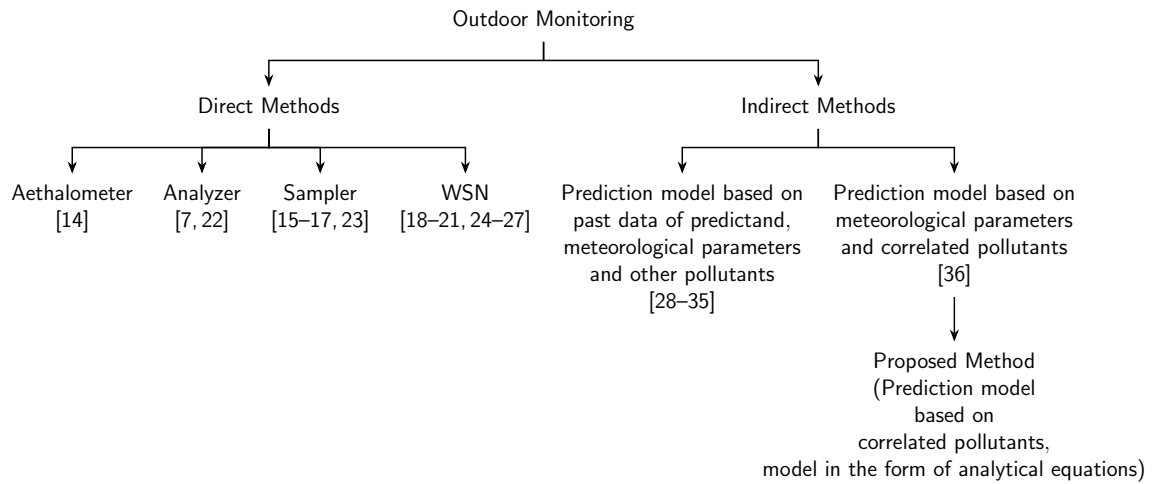 Outdoor Monitoring
Direct Methods
Indirect Methods
Aethalometer
[14]
Analyzer
[7, 22]
Sampler
[15–17, 23]
WSN
[18–21, 24–27]
Prediction model based on
past data of predictand,
meteorological parameters
and other pollutants
[28–35]
Prediction model based on
meteorological parameters
and correlated pollutants
[36]
Proposed Method
(Prediction model
based on
correlated pollutants,
model in the form of analytical equations)